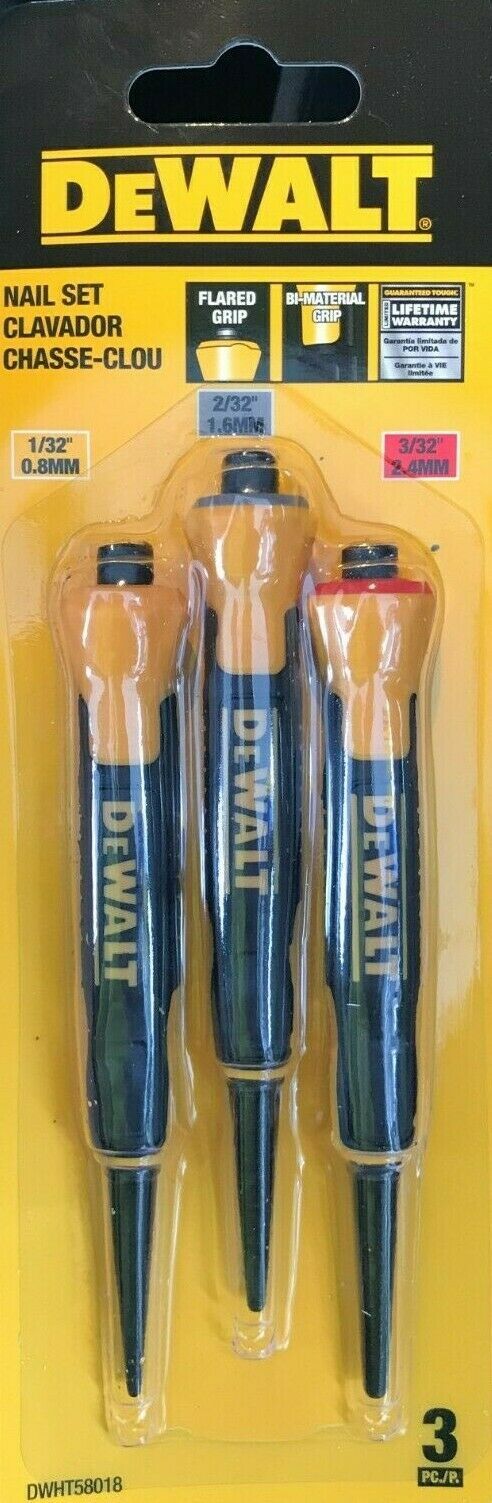 DEWALT®
NAIL SET
CLAVADOR
CHASSE-CLOU
FLARED
GRIP
BI-MATERIAL
GRIP
GUARANTEED TOUGH.™
LIMITED
LIFETIME
WARRANTY
Garantía limitada de
POR VIDA
Garantie à VIE
limitée
1/32"
0.8MM
2/32"
1.6MM
3/32"
2.4MM
DEWALT
DEWALT
DEWALT
DWHT58018
3
PC./P.